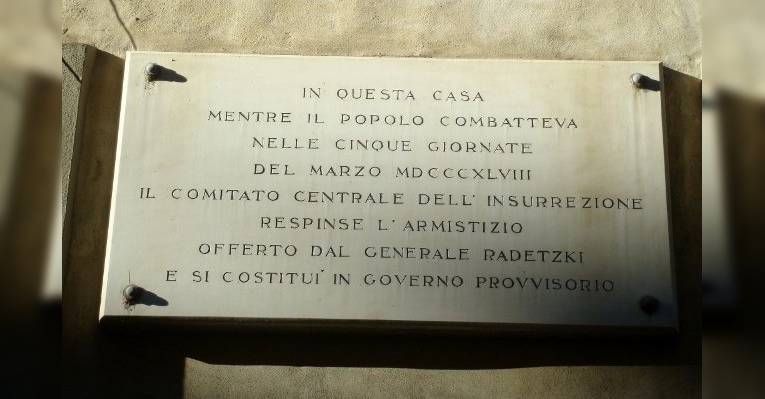 IN QUESTA CASA
MENTRE IL POPOLO COMBATTEVA
NELLE CINQUE GIORNATE
DEL MARZO MDCCCXLVIII
IL COMITATO CENTRALE DELL' INSURREZIONE
RESPINSE L'ARMISTIZIO
OFFERTO DAL GENERALE RADETZKI
E SI COSTITUI' IN GOVERNO PROVVISORIO